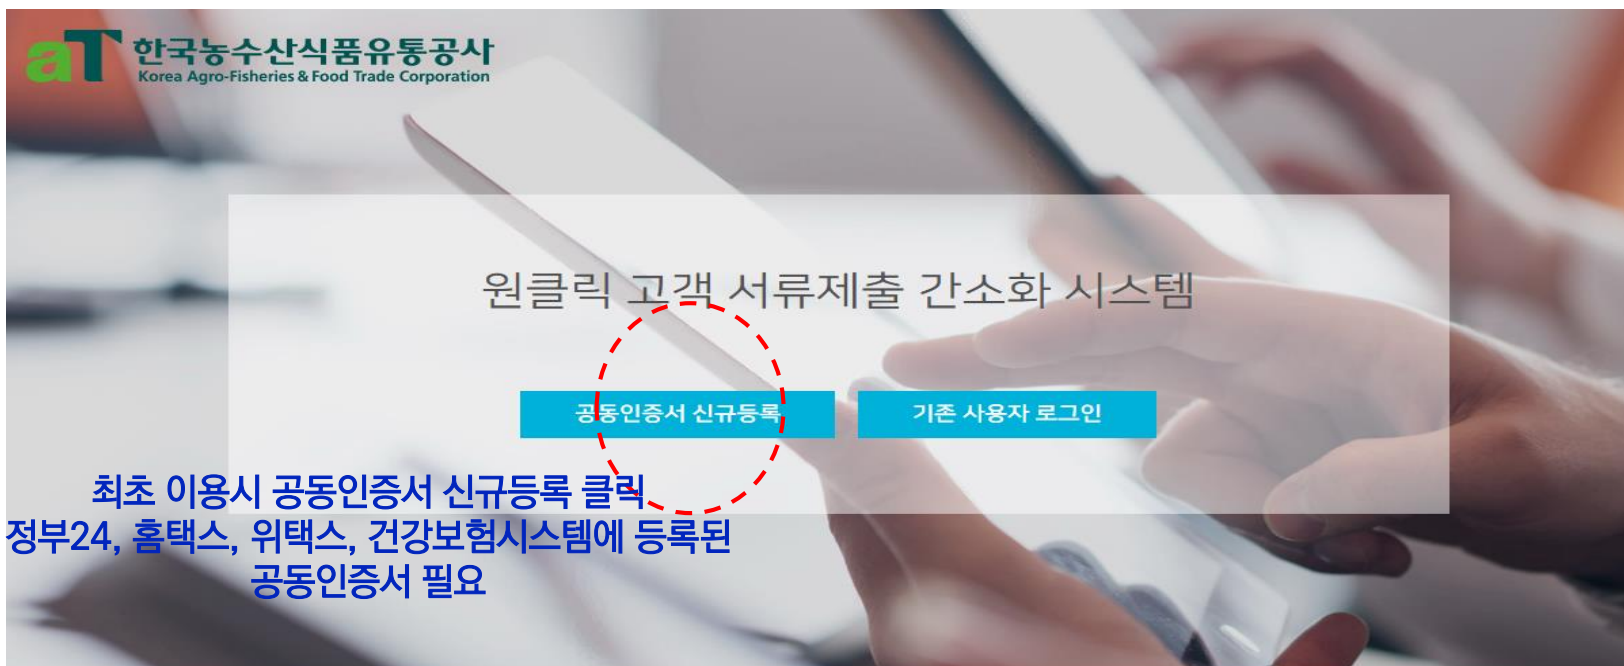 aT 한국농수산식품유통공사
Korea Agro-Fisheries & Food Trade Corporation
원클릭 고객 서류제출 간소화 시스템
공동인증서 신규등록
기존 사용자 로그인
최초 이용시 공동인증서 신규등록 클릭
정부24, 홈택스, 위택스, 건강보험시스템에 등록된
공동인증서 필요